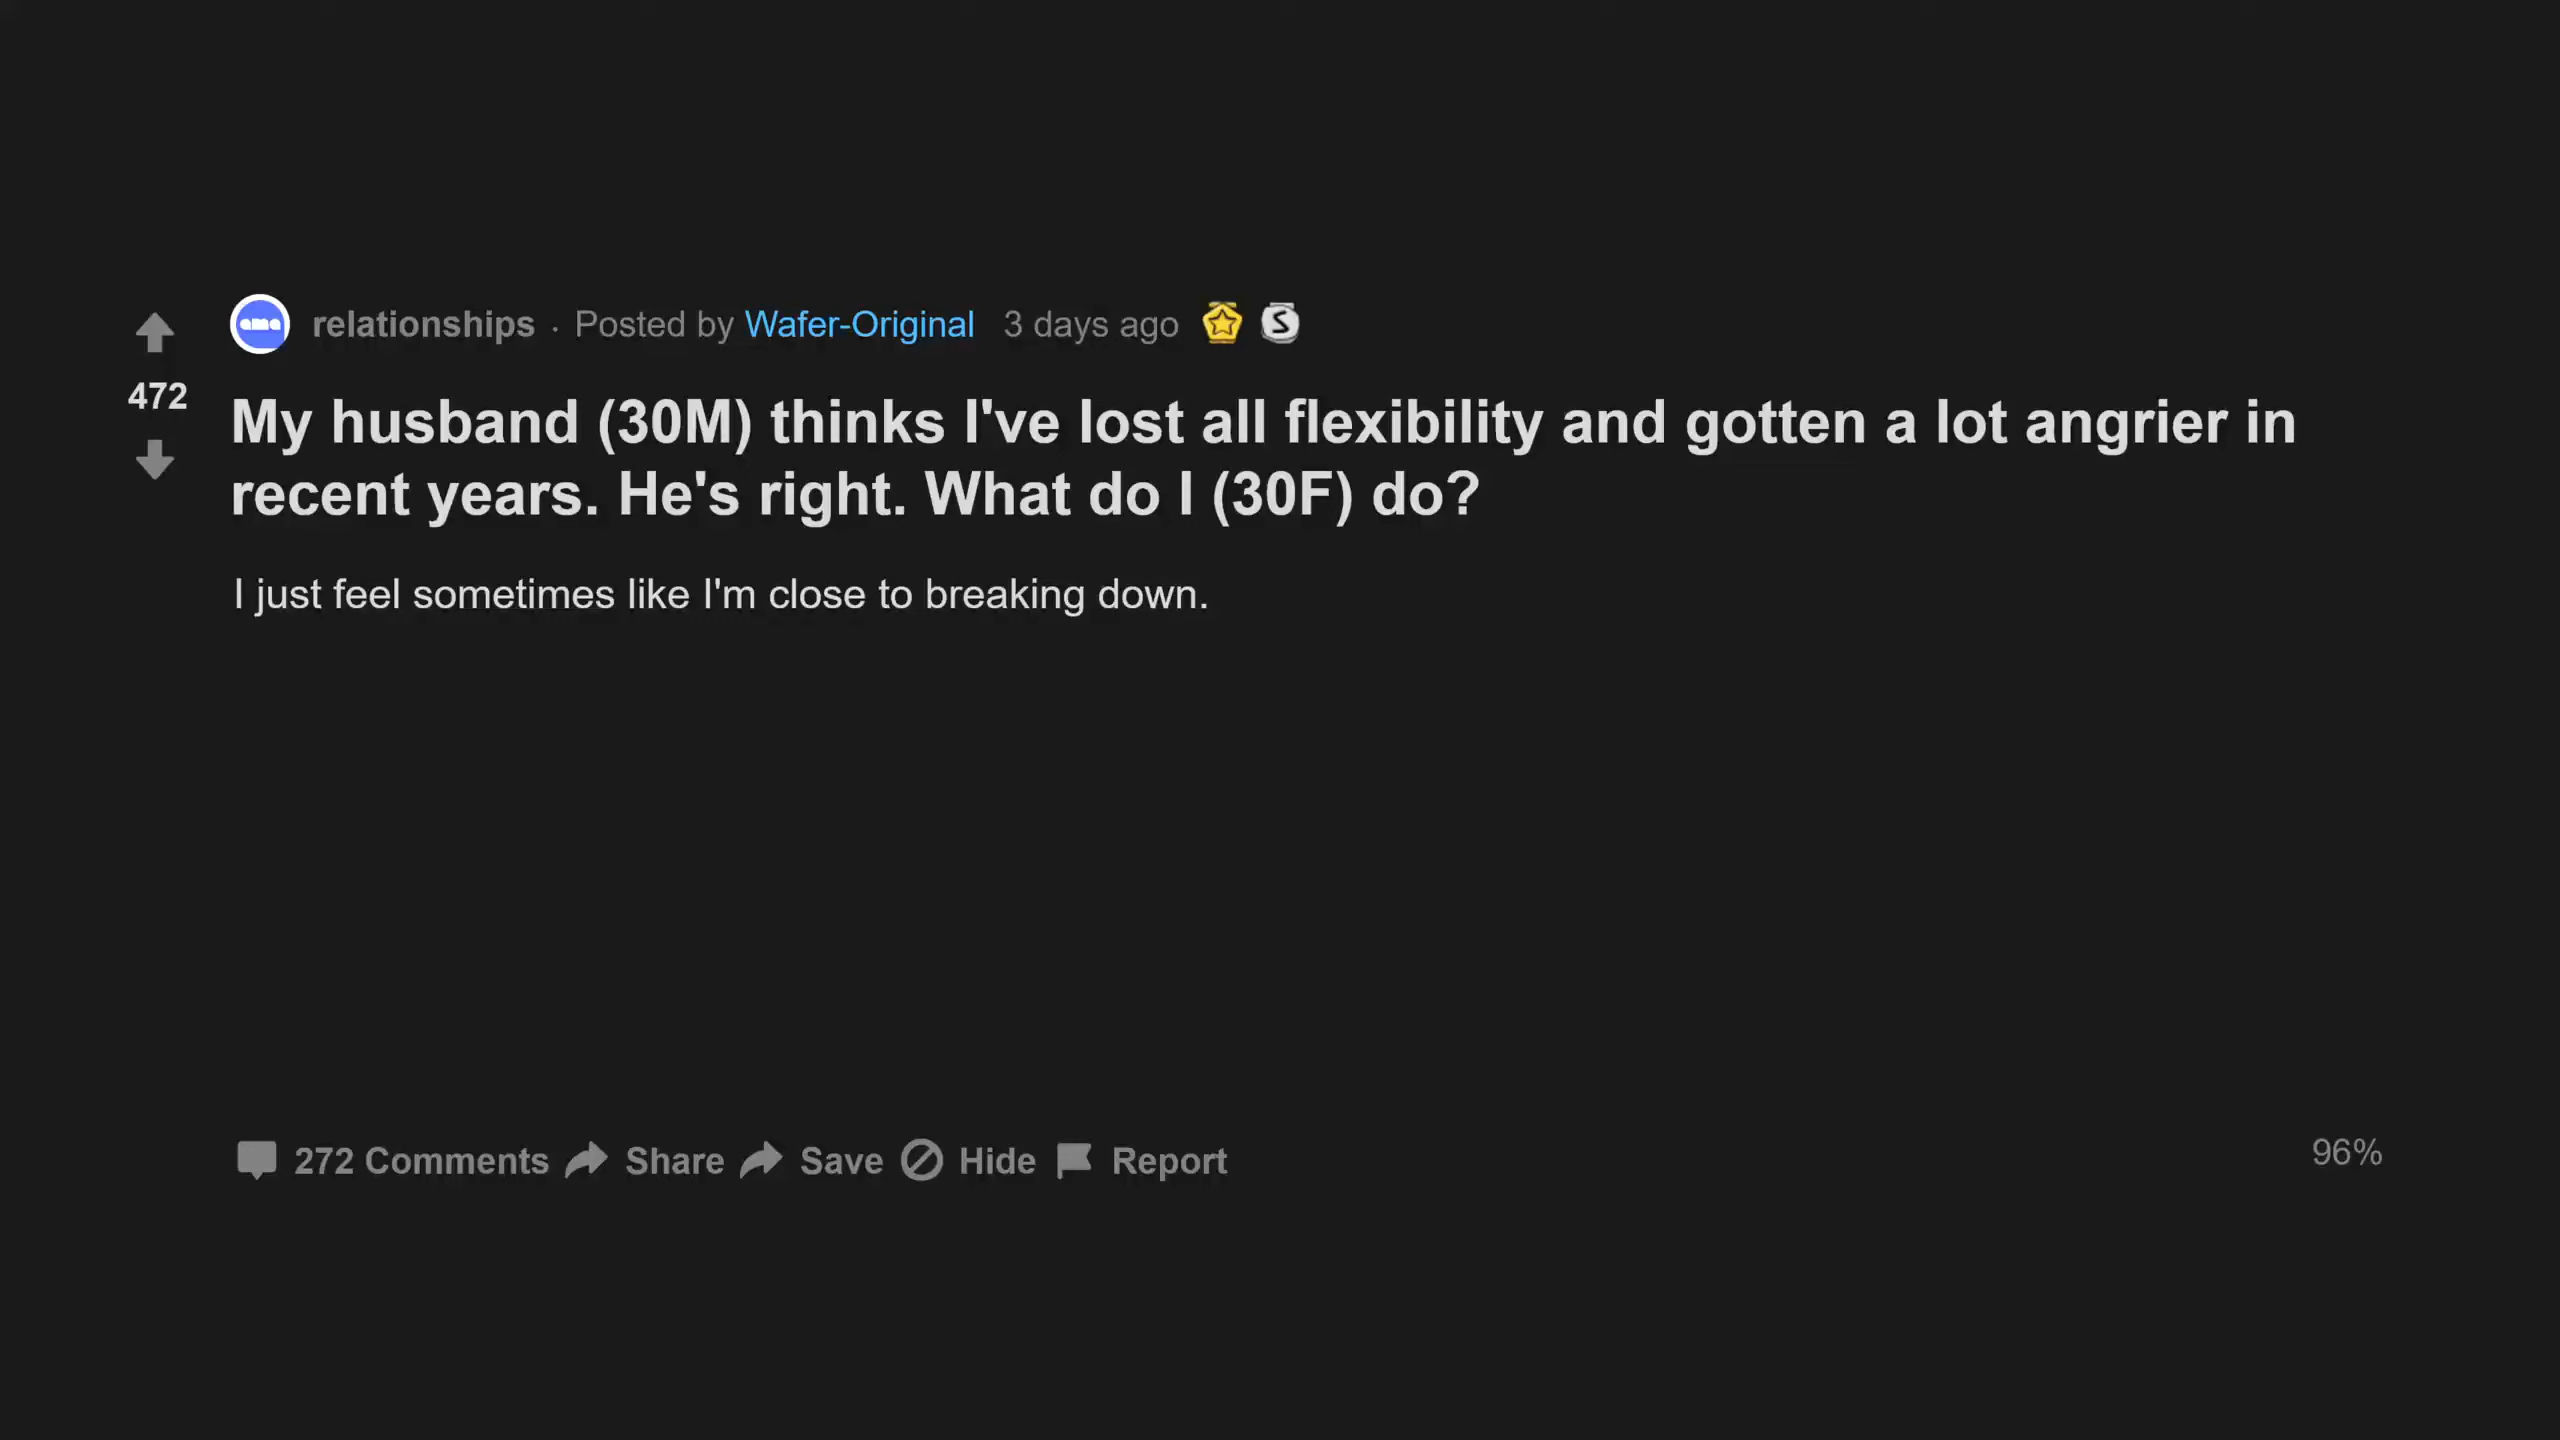 relationships · Posted by Wafer-Original 3 days ago
472
My husband (30M) thinks I've lost all flexibility and gotten a lot angrier in
recent years. He's right. What do I (30F) do?
I just feel sometimes like I'm close to breaking down.
272 Comments Share Save Hide Report
96%